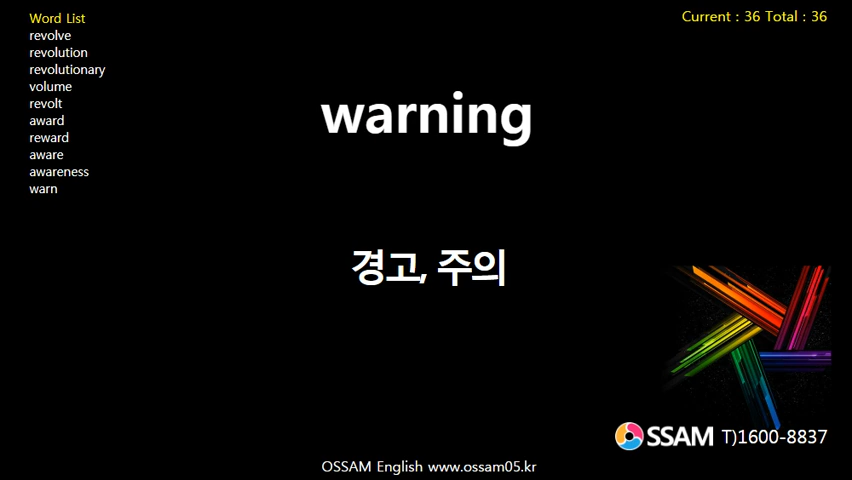 Word List
revolve
revolution
revolutionary
volume
revolt
award
reward
aware
awareness
warn
Current : 36 Total : 36
warning
경고, 주의
OSSAM T)1600-8837
OSSAM English www.ossam05.kr